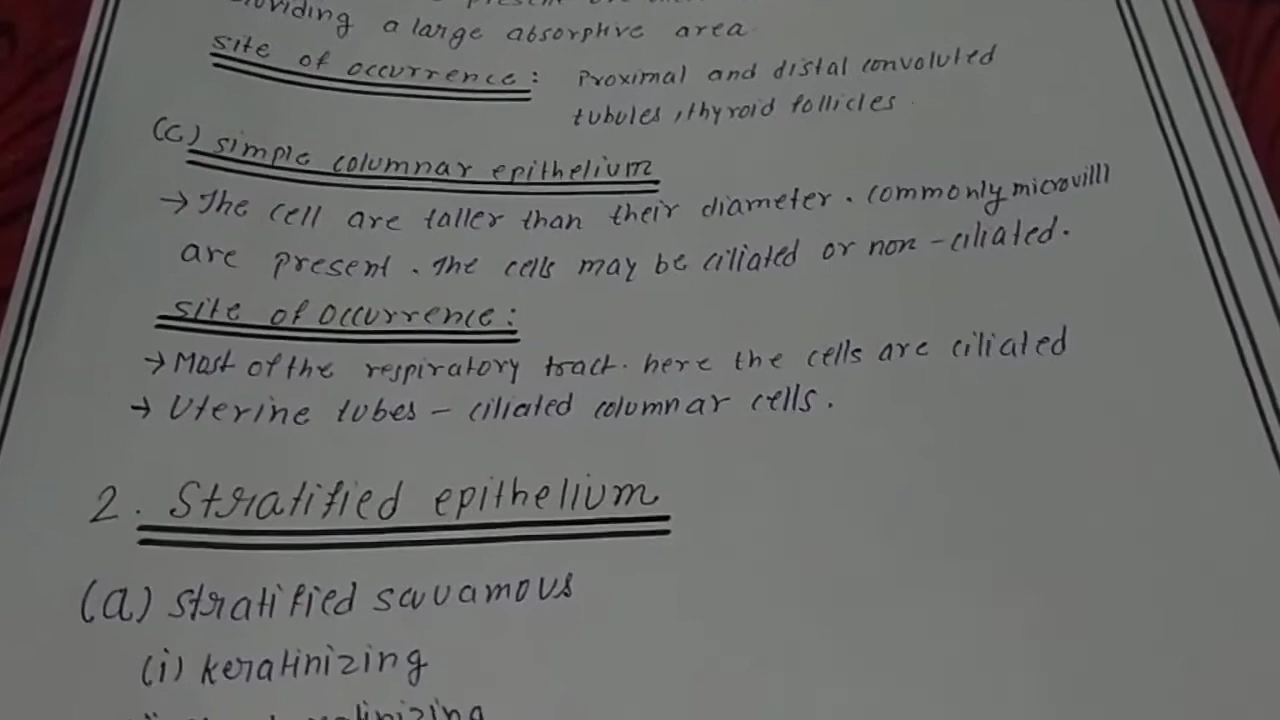 providing a large absorptive area
site of occurrence: Proximal and distal convoluted
tubules, thyroid follicles.
(C) simple columnar epithelium
→ The cell are taller than their diameter. commonly microvilli
are present. The cells may be ciliated or non-ciliated.
site of occurrence:
→ Most of the respiratory tract. here the cells are ciliated
→ Uterine tubes - ciliated columnar cells.
2. Stratified epithelium
(a) stratified squamous
(i) keratinizing